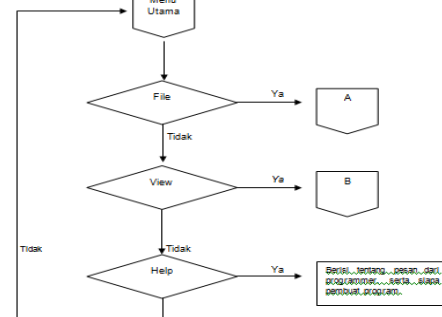 Menu
Utama
File
Ya
A
Tidak
View
Ya
B
Tidak
Tidak
Help
Ya
Berisi tentang pesan dari
programmer serta siapa
pembuat program.